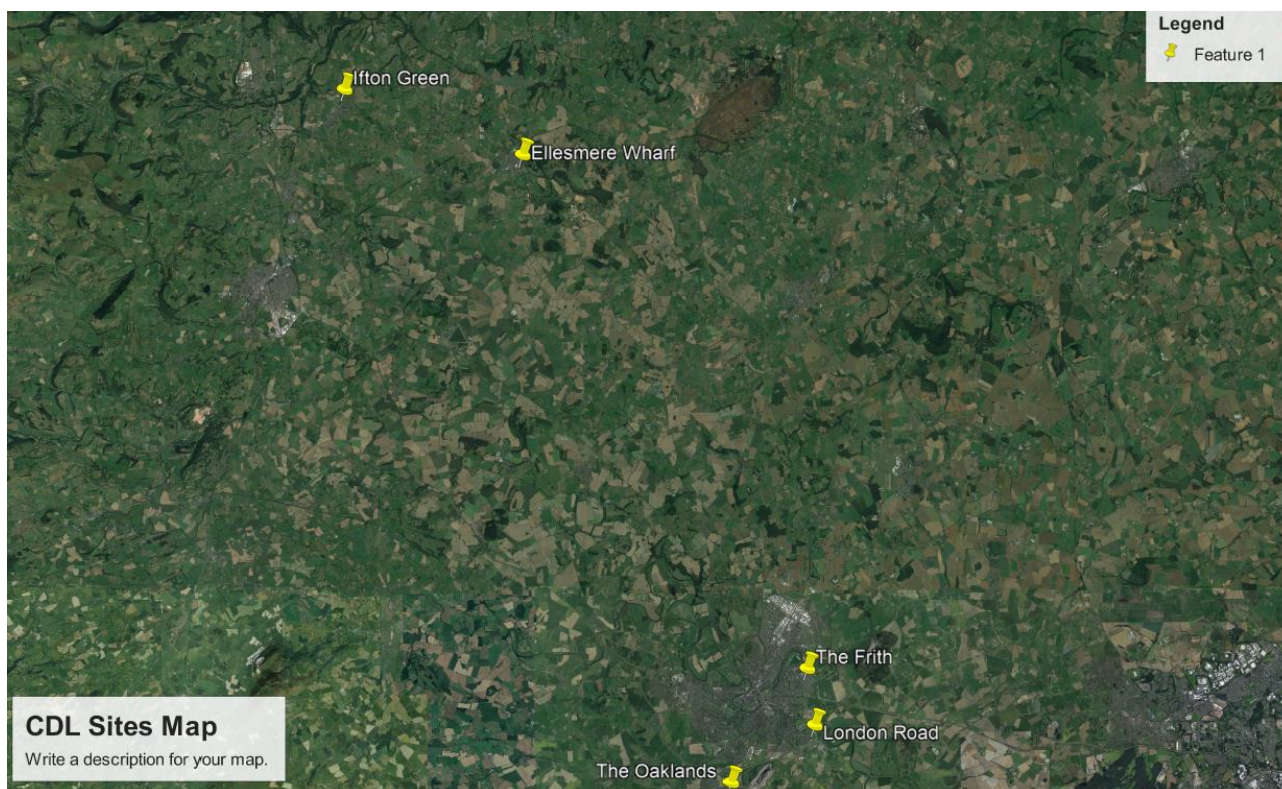 Legend
Feature 1
Ifton Green
Ellesmere Wharf
The Frith
London Road
The Oaklands
CDL Sites Map
Write a description for your map.